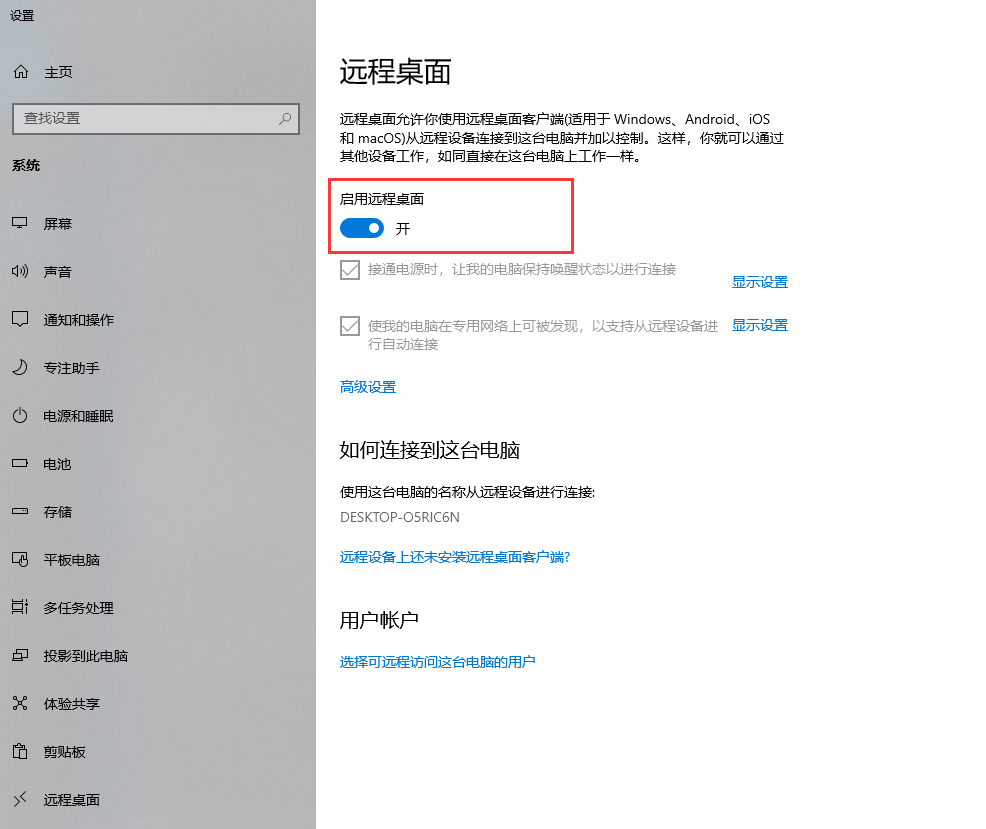 设置
主页
查找设置
系统
屏幕
声音
通知和操作
专注助手
电源和睡眠
电池
存储
平板电脑
多任务处理
投影到此电脑
体验共享
剪贴板
远程桌面
远程桌面
远程桌面允许你使用远程桌面客户端(适用于 Windows、Android、iOS
和 macOS)从远程设备连接到这台电脑并加以控制。这样，你就可以通过
其他设备工作，如同直接在这台电脑上工作一样。
启用远程桌面
开
接通电源时，让我的电脑保持唤醒状态以进行连接
显示设置
使我的电脑在专用网络上可被发现，以支持从远程设备进
行自动连接
显示设置
高级设置
如何连接到这台电脑
使用这台电脑的名称从远程设备进行连接:
DESKTOP-O5RIC6N
远程设备上还未安装远程桌面客户端?
用户帐户
选择可远程访问这台电脑的用户